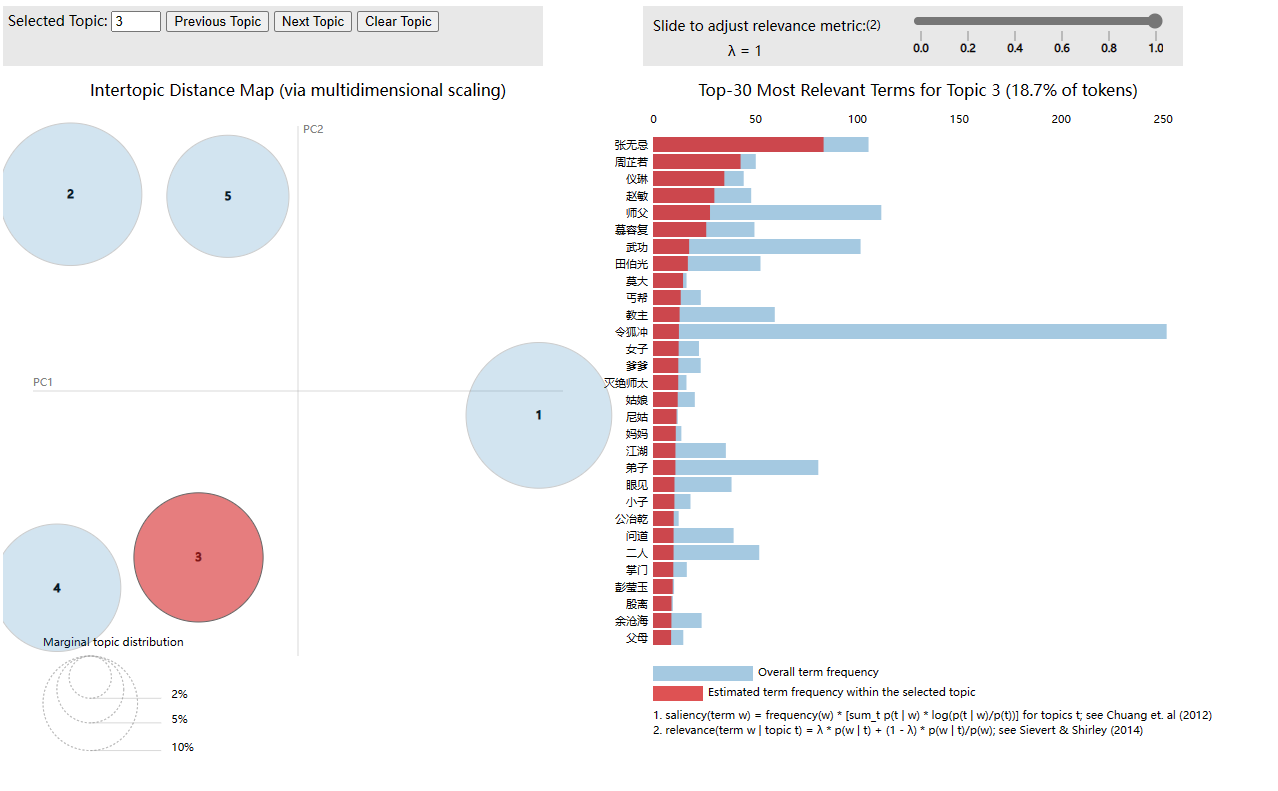 Selected Topic: 3 Previous Topic Next Topic Clear Topic
Slide to adjust relevance metric:(2)
λ = 1
0.0 0.2 0.4 0.6 0.8 1.0
Intertopic Distance Map (via multidimensional scaling)
PC2
PC1
2
5
1
3
4
Marginal topic distribution
2%
5%
10%
Top-30 Most Relevant Terms for Topic 3 (18.7% of tokens)
0 50 100 150 200 250
张无忌
周芷若
仪琳
赵敏
师父
慕容复
武功
田伯光
莫大
丐帮
教主
令狐冲
女子
爹爹
灭绝师太
姑娘
尼姑
妈妈
江湖
弟子
眼见
小子
公冶乾
问道
二人
掌门
彭莹玉
殷离
余沧海
父母
Overall term frequency
Estimated term frequency within the selected topic
1. saliency(term w) = frequency(w) * [sum_t p(t | w) * log(p(t | w)/p(t))] for topics t; see Chuang et. al (2012)
2. relevance(term w | topic t) = λ * p(w | t) + (1 - λ) * p(w | t)/p(w); see Sievert & Shirley (2014)